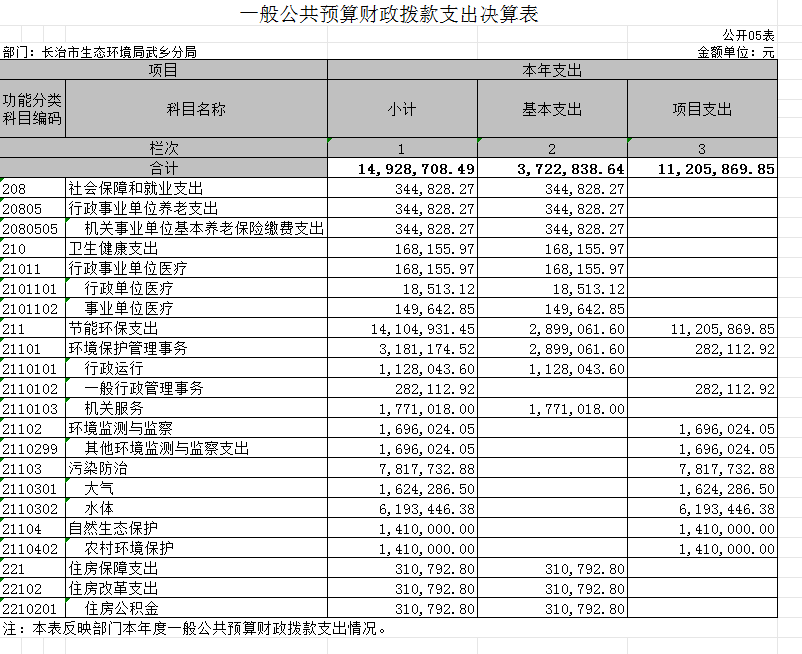 一般公共预算财政拨款支出决算表
公开05表
部门：长治市生态环境局武乡分局 金额单位：元
项目 本年支出
功能分类科目编码 科目名称 小计 基本支出 项目支出
栏次 1 2 3
合计 14,928,708.49 3,722,838.64 11,205,869.85
208 社会保障和就业支出 344,828.27 344,828.27
20805 行政事业单位养老支出 344,828.27 344,828.27
2080505 机关事业单位基本养老保险缴费支出 344,828.27 344,828.27
210 卫生健康支出 168,155.97 168,155.97
21011 行政事业单位医疗 168,155.97 168,155.97
2101101 行政单位医疗 18,513.12 18,513.12
2101102 事业单位医疗 149,642.85 149,642.85
211 节能环保支出 14,104,931.45 2,899,061.60 11,205,869.85
21101 环境保护管理事务 3,181,174.52 2,899,061.60 282,112.92
2110101 行政运行 1,128,043.60 1,128,043.60
2110102 一般行政管理事务 282,112.92 282,112.92
2110103 机关服务 1,771,018.00 1,771,018.00
21102 环境监测与监察 1,696,024.05 1,696,024.05
2110299 其他环境监测与监察支出 1,696,024.05 1,696,024.05
21103 污染防治 7,817,732.88 7,817,732.88
2110301 大气 1,624,286.50 1,624,286.50
2110302 水体 6,193,446.38 6,193,446.38
21104 自然生态保护 1,410,000.00 1,410,000.00
2110402 农村环境保护 1,410,000.00 1,410,000.00
221 住房保障支出 310,792.80 310,792.80
22102 住房改革支出 310,792.80 310,792.80
2210201 住房公积金 310,792.80 310,792.80
注：本表反映部门本年度一般公共预算财政拨款支出情况。